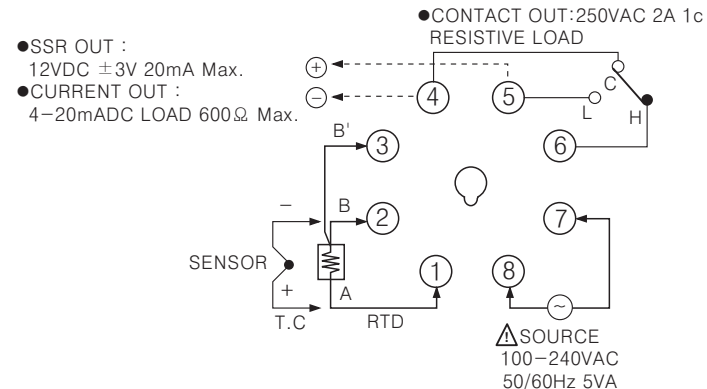 ●CONTACT OUT:250VAC 2A 1c
RESISTIVE LOAD
●SSR OUT :
12VDC ±3V 20mA Max.
●CURRENT OUT :
4-20mADC LOAD 600Ω Max.
+
-
4
5
C
L
H
B'
3
6
-
B
2
7
SENSOR
1
8
~
+
A
T.C
RTD
⚠SOURCE
100-240VAC
50/60Hz 5VA